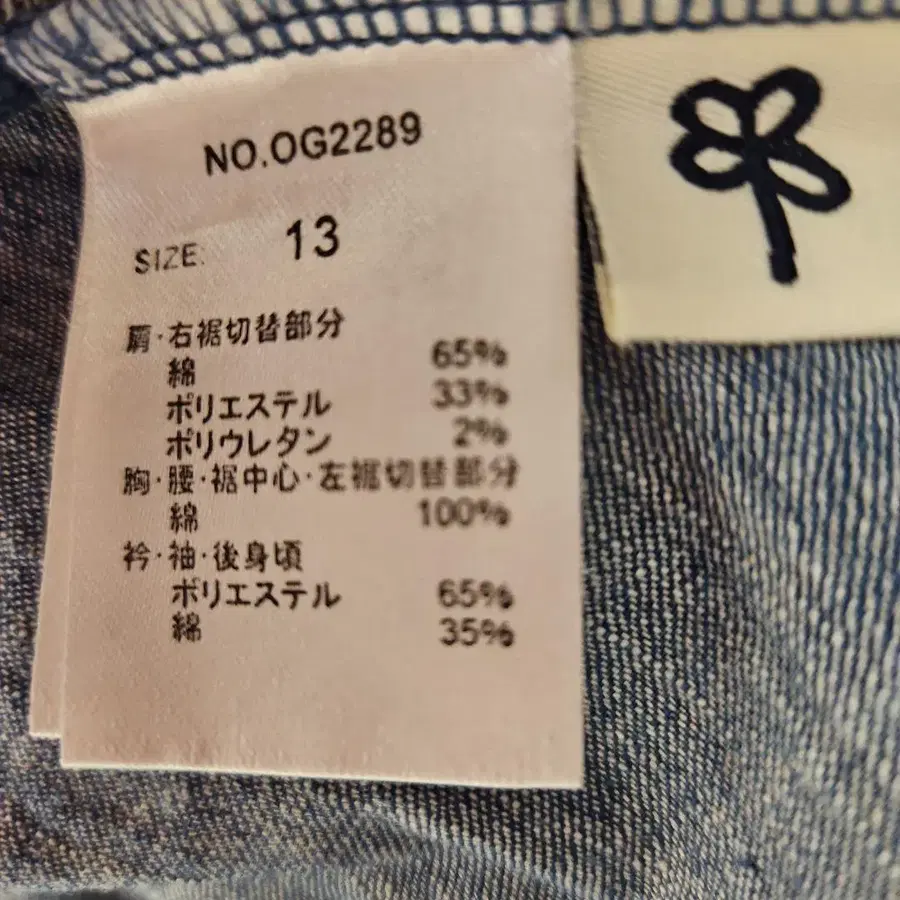 NO.OG2289
SIZE: 13
肩・右裾切替部分
綿 65%
ポリエステル 33%
ポリウレタン 2%
胸・腰・裾中心・左裾切替部分
綿 100%
衿・袖・後身頃
ポリエステル 65%
綿 35%